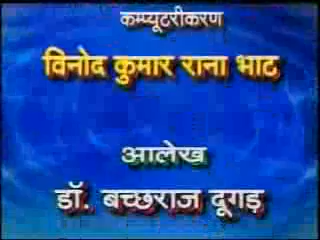 कम्प्यूटरीकरण
विनोद कुमार राना भाट
आलेख
डॉ. बच्छराज दूगड़